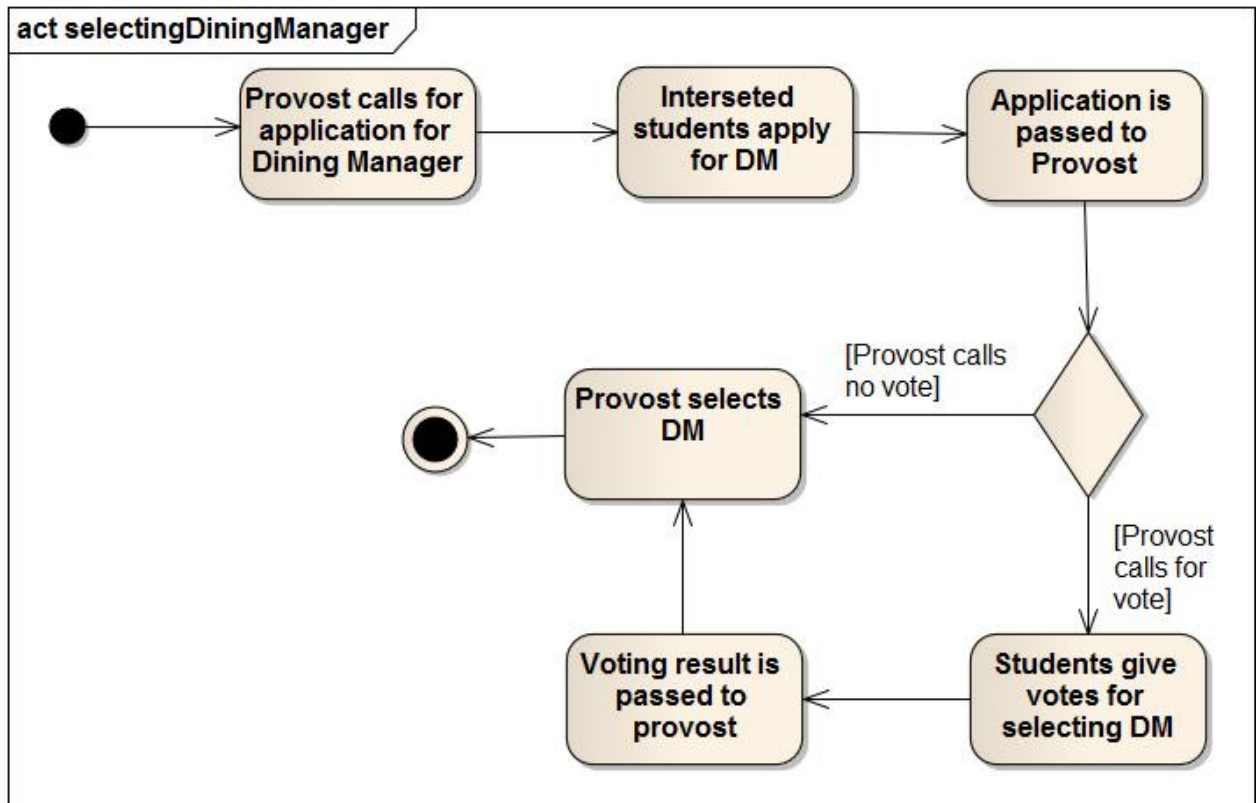 act selectingDiningManager
Provost calls for
application for
Dining Manager
Interseted
students apply
for DM
Application is
passed to
Provost
[Provost calls
no vote]
Provost selects
DM
[Provost
calls for
vote]
Voting result is
passed to
provost
Students give
votes for
selecting DM